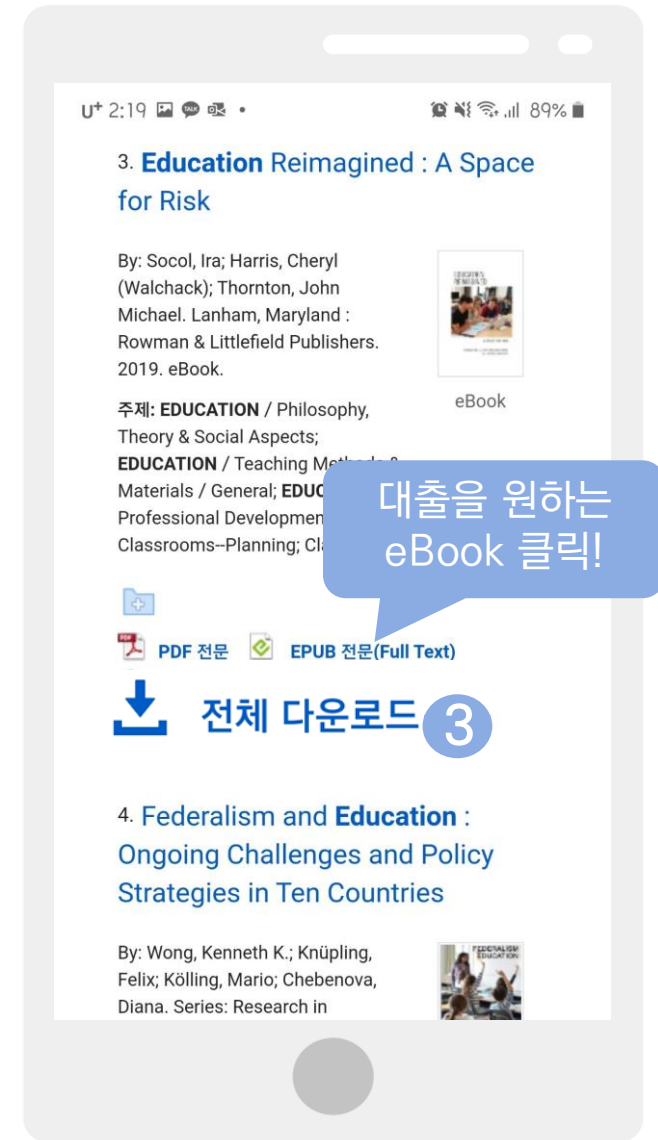 U+ 2:19 89%
3. Education Reimagined : A Space
for Risk
By: Socol, Ira; Harris, Cheryl
(Walchack); Thornton, John
Michael. Lanham, Maryland :
Rowman & Littlefield Publishers.
2019. eBook.
eBook
주제: EDUCATION / Philosophy,
Theory & Social Aspects;
EDUCATION / Teaching
Materials / General;
Professional
Classrooms--Planning;
대출을 원하는
eBook 클릭!
PDF 전문 EPUB 전문(Full Text)
전체 다운로드 3
4. Federalism and Education :
Ongoing Challenges and Policy
Strategies in Ten Countries
By: Wong, Kenneth K.; Knüpling,
Felix; Kölling, Mario; Chebenova,
Diana. Series: Research in
FEDERALISM
EDUCATION